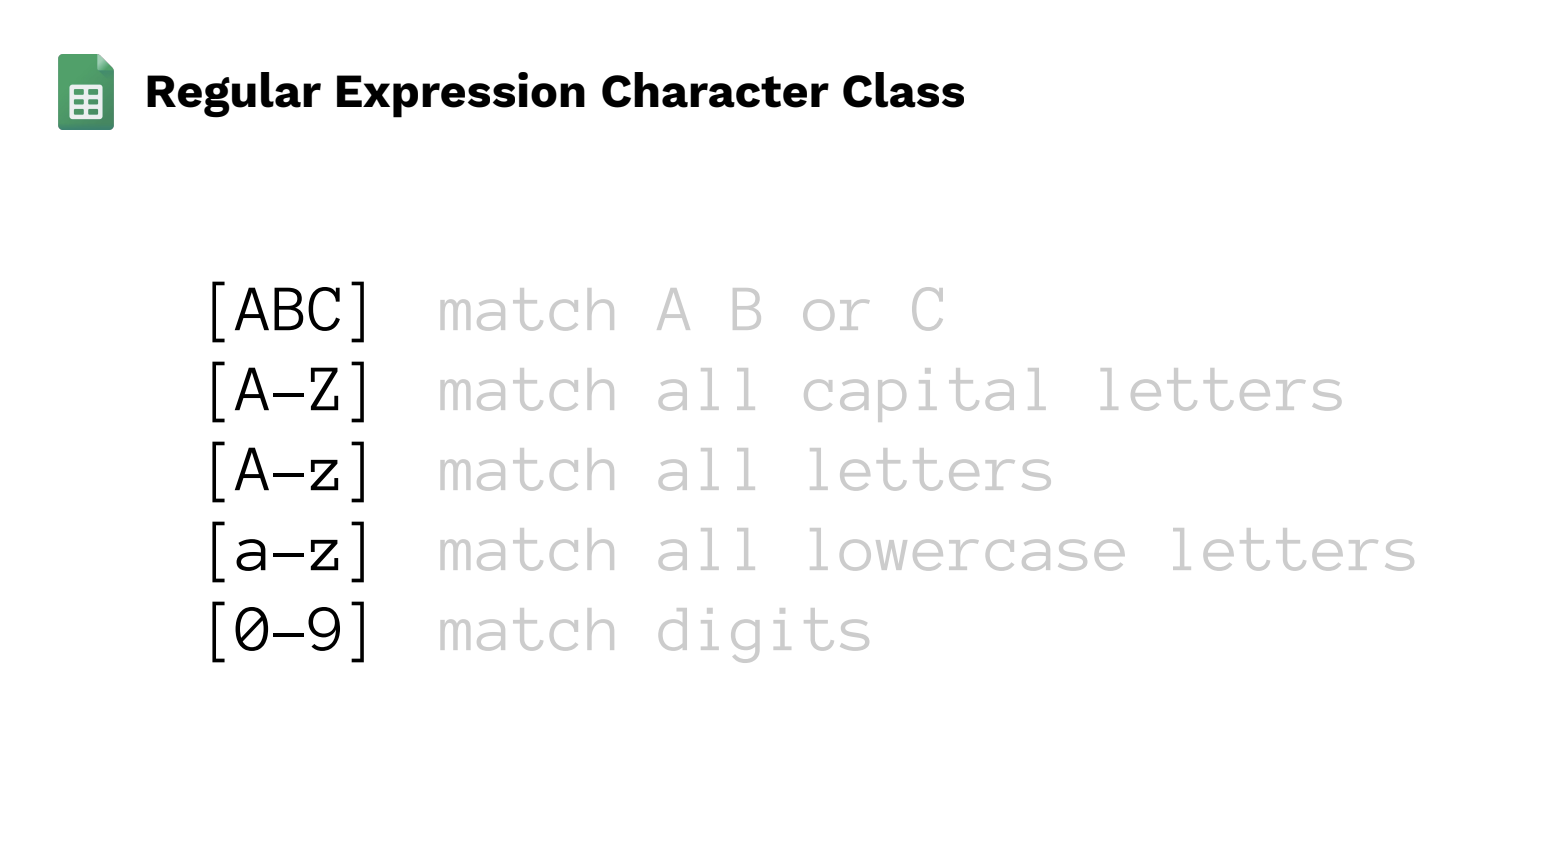 Regular Expression Character Class
[ABC] match A B or C
[A-Z] match all capital letters
[A-z] match all letters
[a-z] match all lowercase letters
[0-9] match digits